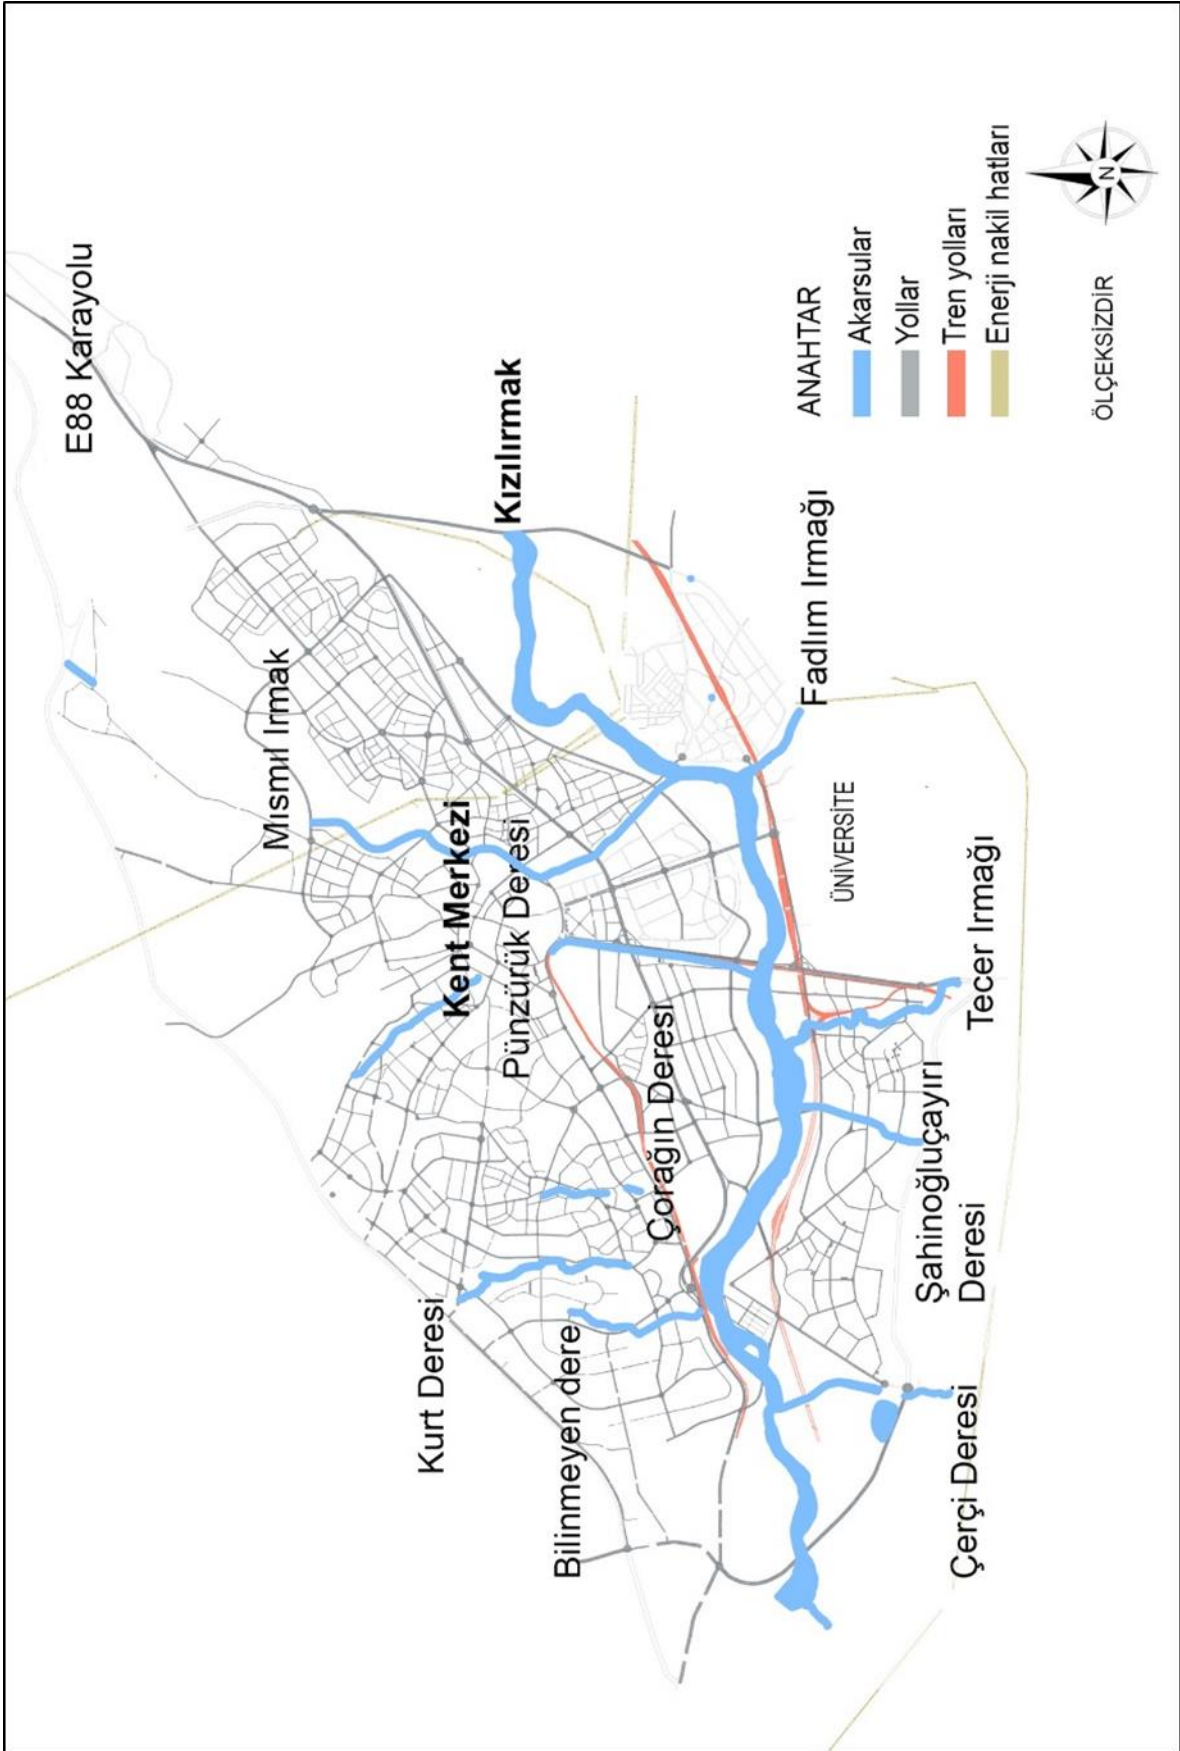 E88 Karayolu
Mısmıl Irmak
Kızılırmak
Kent Merkezi
Pünzürük Deresi
Kurt Deresi
Çorağın Deresi
Bilinmeyen dere
Fadlım Irmağı
ÜNİVERSİTE
Tecer Irmağı
Şahinoğluçayırı
Deresi
Çerçi Deresi
ANAHTAR
Akarsular
Yollar
Tren yolları
Enerji nakil hatları
ÖLÇEKSİZDİR
N